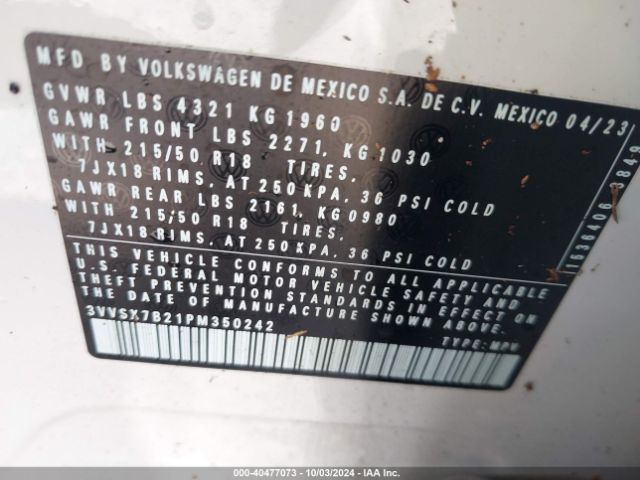 MFD BY VOLKSWAGEN DE MEXICO S.A. DE C.V. MEXICO 04/23
GVWR LBS 4321 KG 1960
GAWR FRONT LBS 2271, KG 1030
WITH 215/50 R18 TIRES,
7JX18 RIMS, AT 250 KPA, 36 PSI COLD
GAWR REAR LBS 2161, KG 0980
WITH 215/50 R18 TIRES,
7JX18 RIMS, AT 250 KPA, 36 PSI COLD
THIS VEHICLE CONFORMS TO ALL APPLICABLE
U.S. FEDERAL MOTOR VEHICLE SAFETY AND
THEFT PREVENTION STANDARDS IN EFFECT ON
THE DATE OF MANUFACTURE SHOWN ABOVE.
3VVSX7B21PM350242
TYPE: MPV
1536406 3849
000-40477073 - 10/03/2024 - IAA Inc.